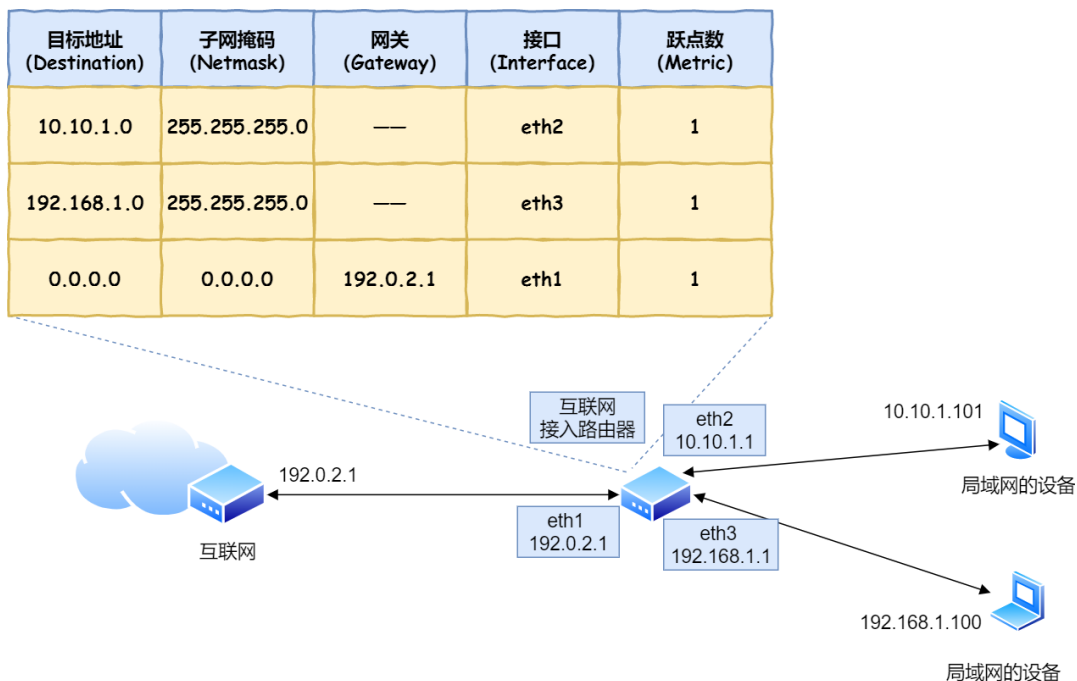 目标地址 子网掩码 网关 接口 跃点数
(Destination) (Netmask) (Gateway) (Interface) (Metric)
10.10.1.0 255.255.255.0 —— eth2 1
192.168.1.0 255.255.255.0 —— eth3 1
0.0.0.0 0.0.0.0 192.0.2.1 eth1 1
互联网
接入路由器
eth2
10.10.1.1
10.10.1.101
局域网的设备
192.0.2.1
互联网
eth1
192.0.2.1
eth3
192.168.1.1
192.168.1.100
局域网的设备